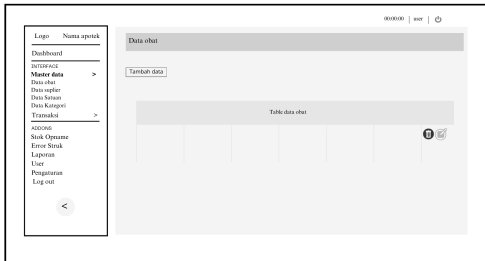 00:00:00 | user |
Logo Nama apotek
Dashboard
INTERFACE
Master data >
Data obat
Data suplier
Data Satuan
Data Kategori
Transaksi >
ADDONS
Stok Opname
Error Struk
Laporan
User
Pengaturan
Log out
<
Data obat
Tambah data
Table data obat